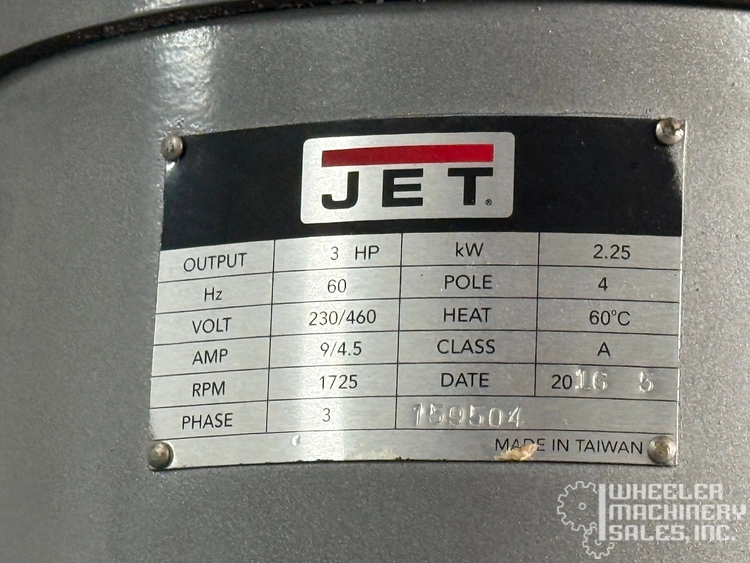 JET®
OUTPUT 3 HP kW 2.25
Hz 60 POLE 4
VOLT 230/460 HEAT 60°C
AMP 9/4.5 CLASS A
RPM 1725 DATE 2016 5
PHASE 3 159504
MADE IN TAIWAN
WHEELER
MACHINERY
SALES, INC.